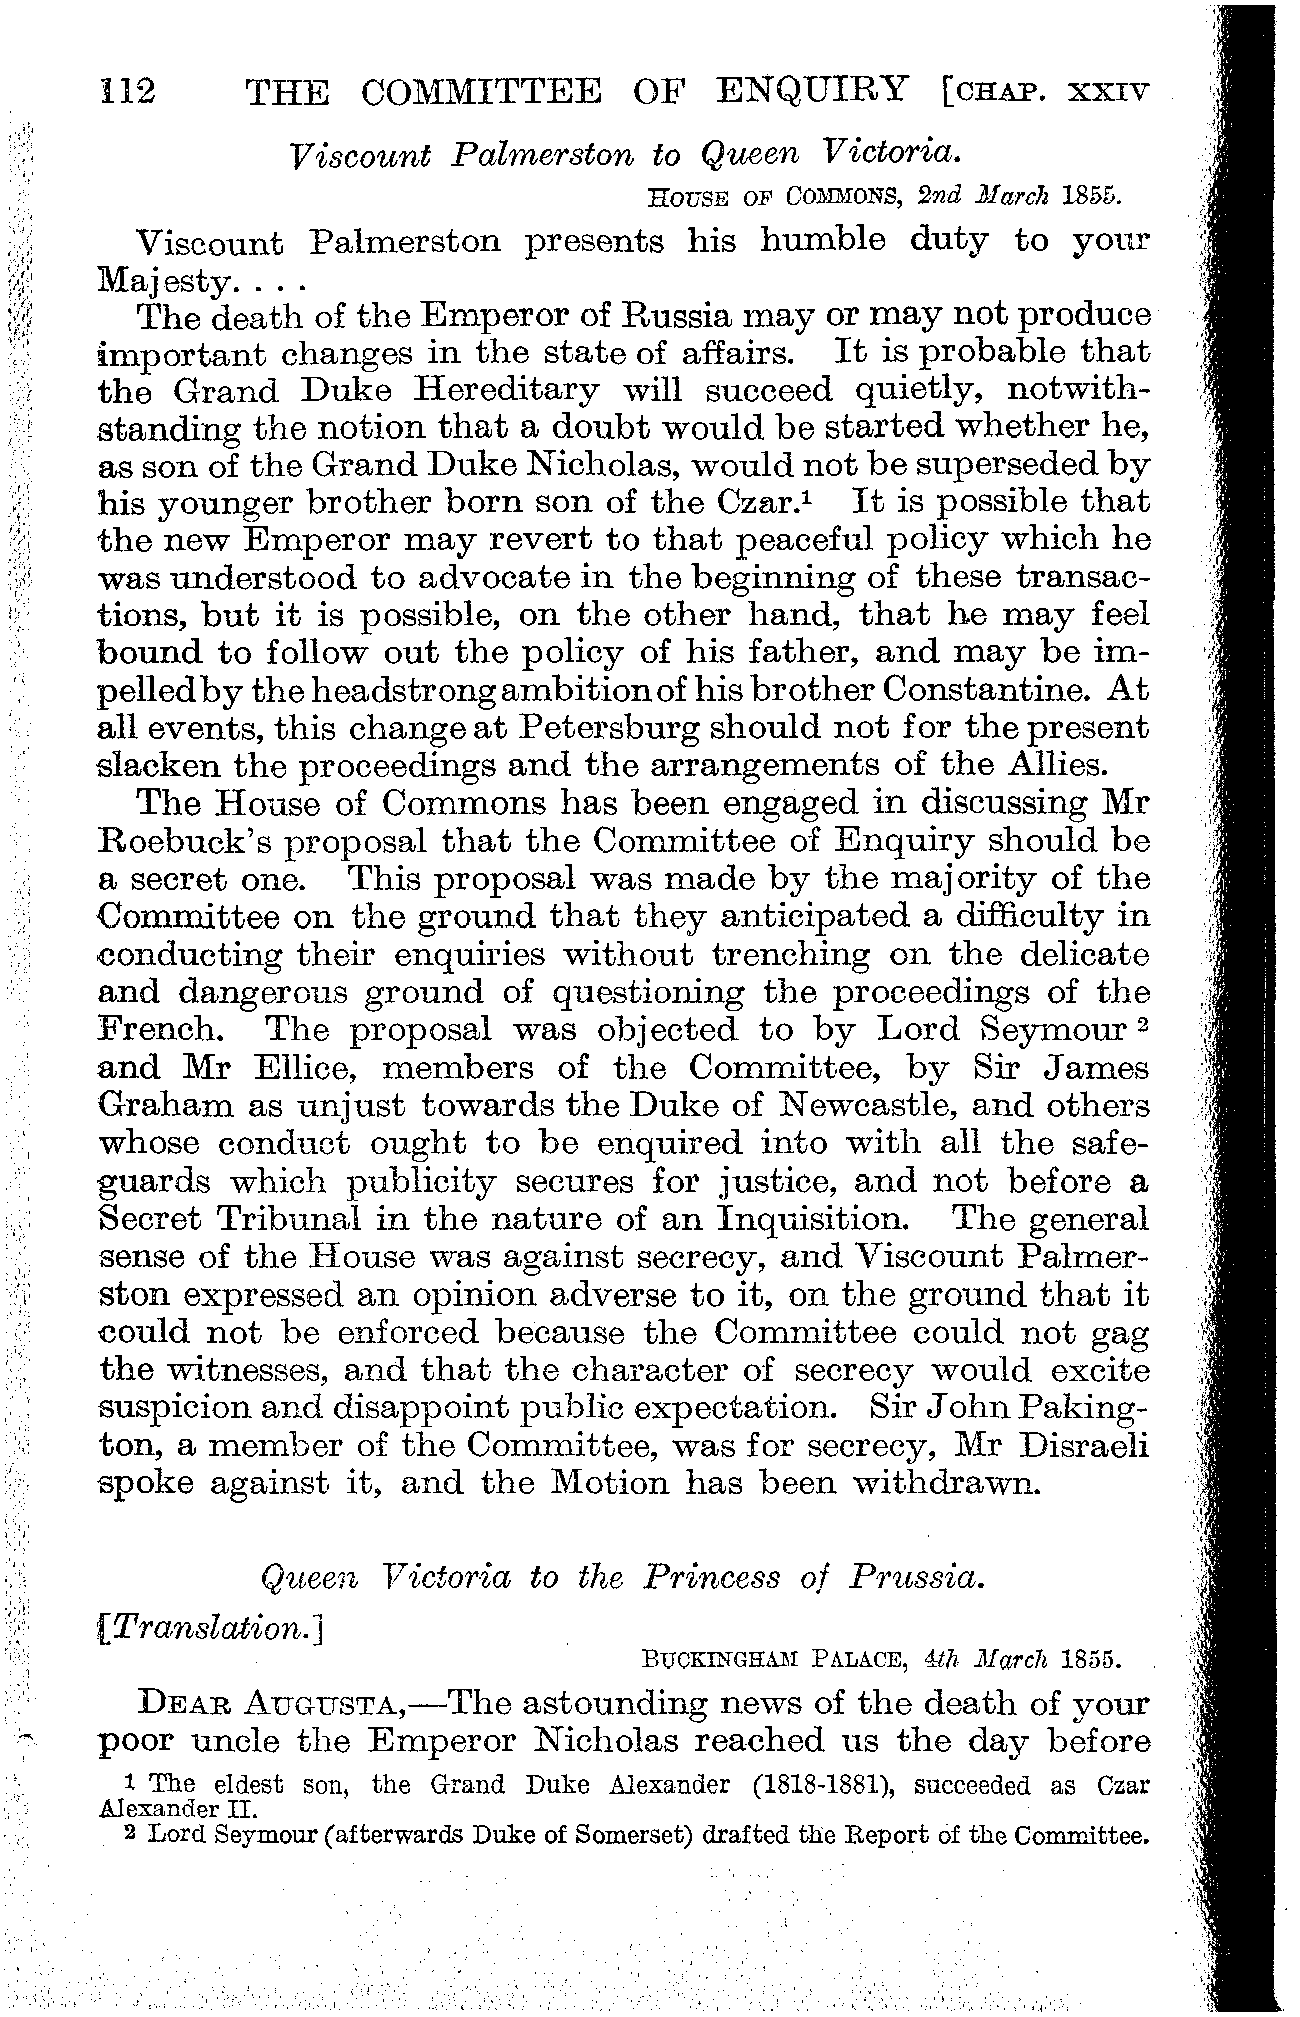 112 THE COMMITTEE OF ENQUIRY [CHAP. XXIV
Viscount Palmerston to Queen Victoria.
HOUSE OF COMMONS, 2nd March 1855.
Viscount Palmerston presents his humble duty to your
Majesty. . . .
The death of the Emperor of Russia may or may not produce
important changes in the state of affairs. It is probable that
the Grand Duke Hereditary will succeed quietly, notwith-
standing the notion that a doubt would be started whether he,
as son of the Grand Duke Nicholas, would not be superseded by
his younger brother born son of the Czar.¹ It is possible that
the new Emperor may revert to that peaceful policy which he
was understood to advocate in the beginning of these transac-
tions, but it is possible, on the other hand, that he may feel
bound to follow out the policy of his father, and may be im-
pelled by the headstrong ambition of his brother Constantine. At
all events, this change at Petersburg should not for the present
slacken the proceedings and the arrangements of the Allies.
The House of Commons has been engaged in discussing Mr
Roebuck's proposal that the Committee of Enquiry should be
a secret one. This proposal was made by the majority of the
Committee on the ground that they anticipated a difficulty in
conducting their enquiries without trenching on the delicate
and dangerous ground of questioning the proceedings of the
French. The proposal was objected to by Lord Seymour ²
and Mr Ellice, members of the Committee, by Sir James
Graham as unjust towards the Duke of Newcastle, and others
whose conduct ought to be enquired into with all the safe-
guards which publicity secures for justice, and not before a
Secret Tribunal in the nature of an Inquisition. The general
sense of the House was against secrecy, and Viscount Palmer-
ston expressed an opinion adverse to it, on the ground that it
could not be enforced because the Committee could not gag
the witnesses, and that the character of secrecy would excite
suspicion and disappoint public expectation. Sir John Paking-
ton, a member of the Committee, was for secrecy, Mr Disraeli
spoke against it, and the Motion has been withdrawn.
Queen Victoria to the Princess of Prussia.
[Translation.]
BUCKINGHAM PALACE, 4th March 1855.
DEAR AUGUSTA,—The astounding news of the death of your
poor uncle the Emperor Nicholas reached us the day before
1 The eldest son, the Grand Duke Alexander (1818-1881), succeeded as Czar
Alexander II.
2 Lord Seymour (afterwards Duke of Somerset) drafted the Report of the Committee.